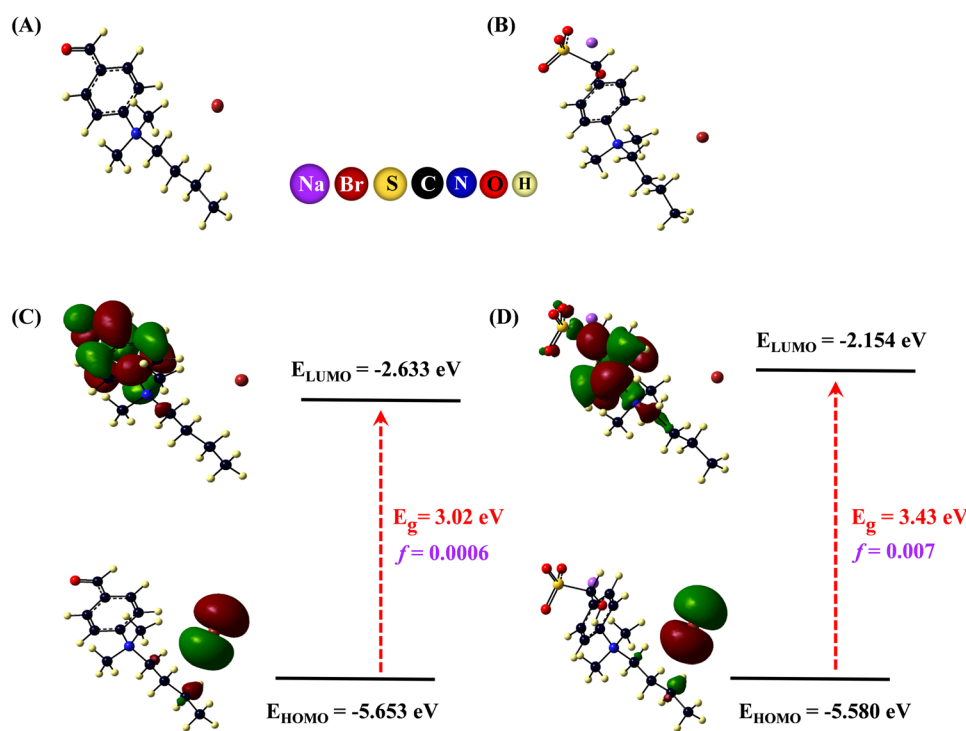 (A)
(B)
Na Br S C N O H
(C)
E_LUMO = -2.633 eV
E_g = 3.02 eV
f = 0.0006
E_HOMO = -5.653 eV
(D)
E_LUMO = -2.154 eV
E_g = 3.43 eV
f = 0.007
E_HOMO = -5.580 eV